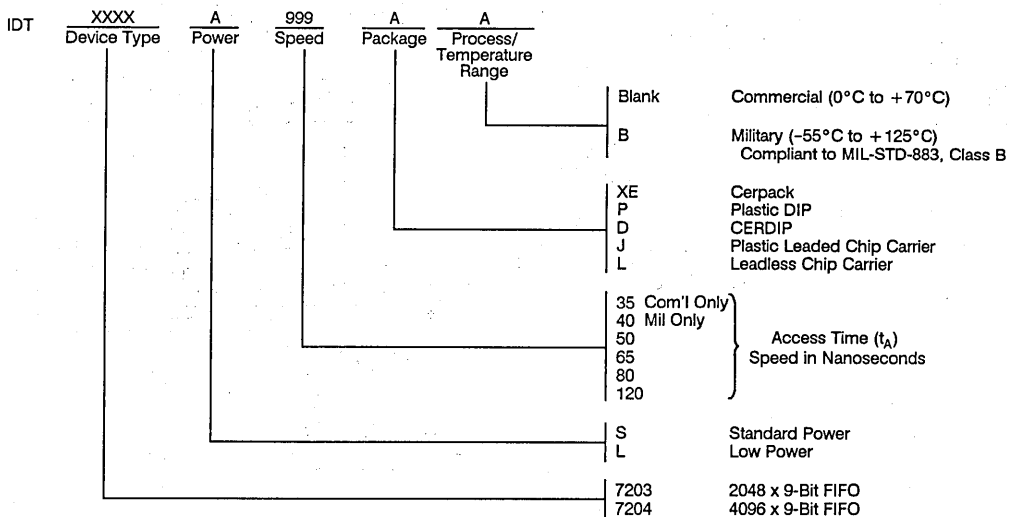 IDT XXXX A 999 A A
Device Type Power Speed Package Process/
Temperature
Range
Blank Commercial (0°C to +70°C)
B Military (–55°C to +125°C)
Compliant to MIL-STD-883, Class B
XE Cerpack
P Plastic DIP
D CERDIP
J Plastic Leaded Chip Carrier
L Leadless Chip Carrier
35 Com'l Only
40 Mil Only
50
65
80
120
Access Time (tA)
Speed in Nanoseconds
S Standard Power
L Low Power
7203 2048 x 9-Bit FIFO
7204 4096 x 9-Bit FIFO